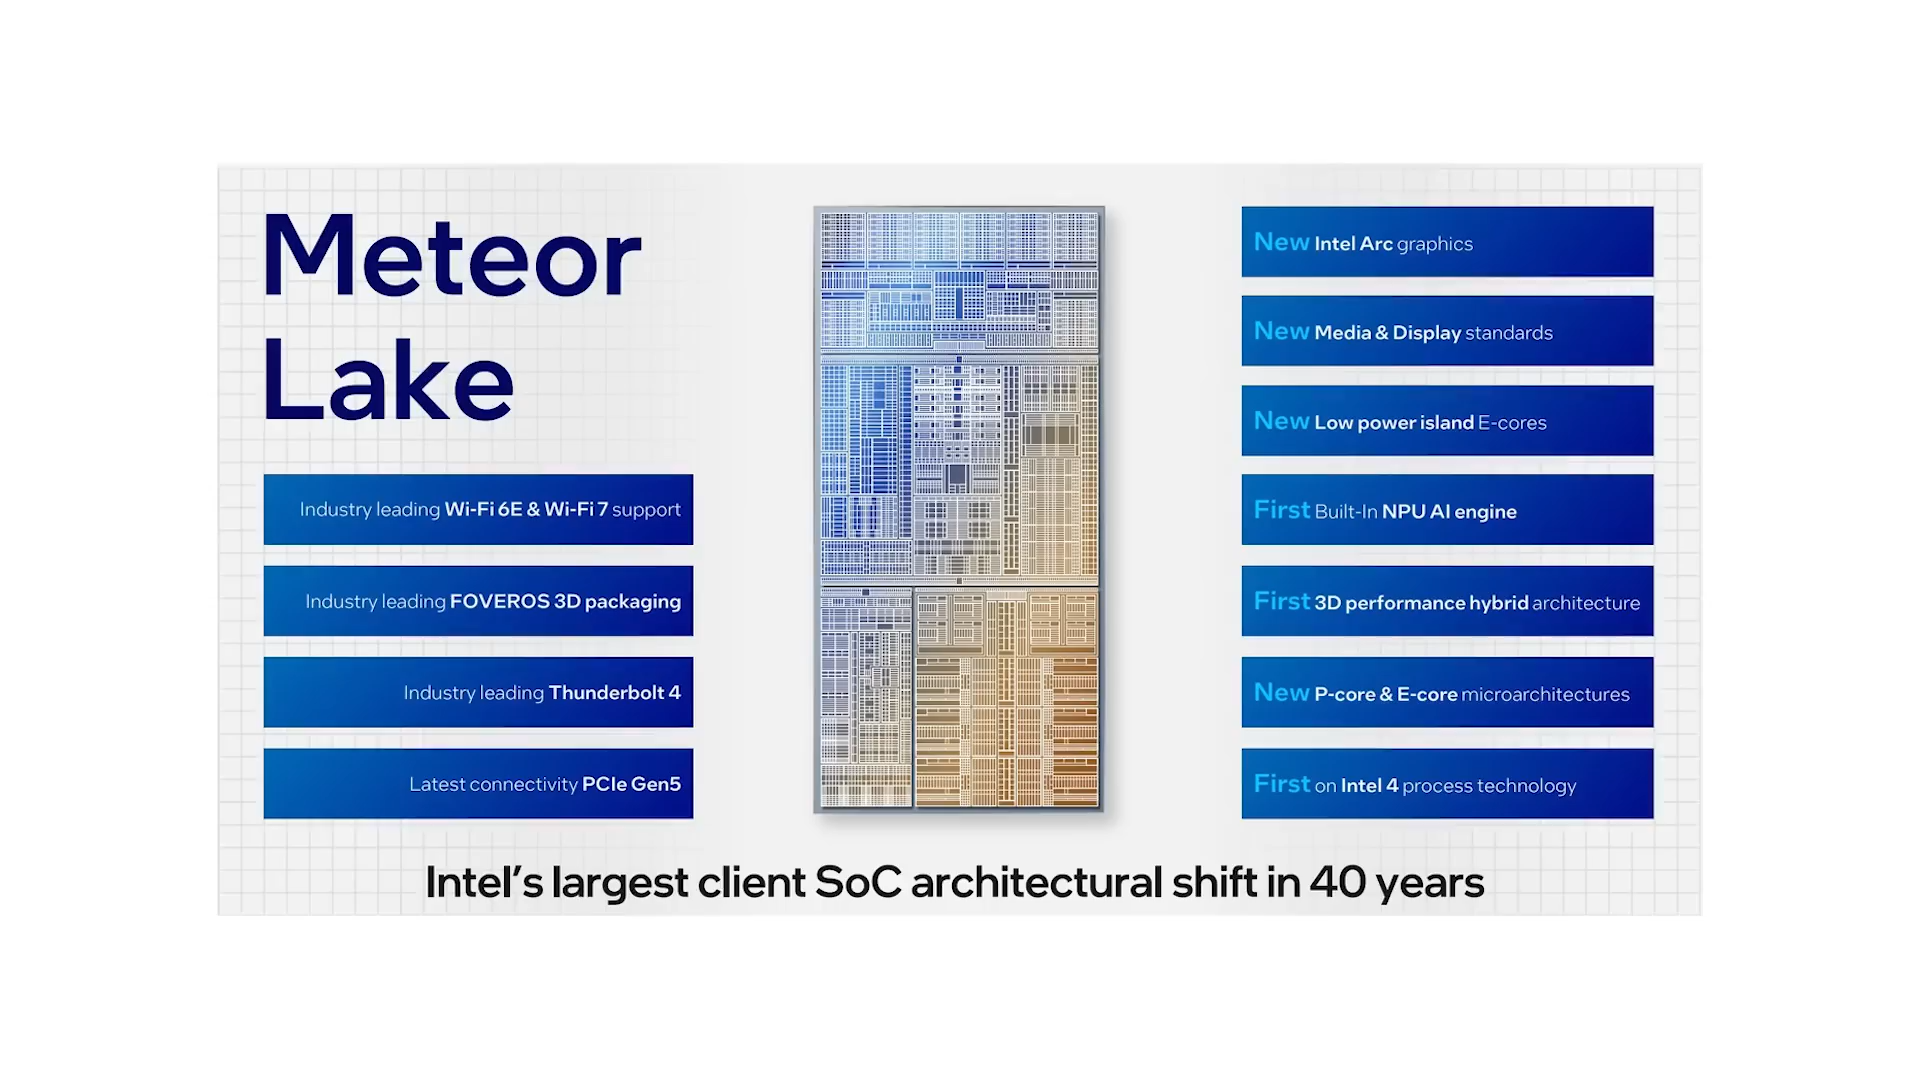 Meteor
Lake
Industry leading Wi-Fi 6E & Wi-Fi 7 support
Industry leading FOVEROS 3D packaging
Industry leading Thunderbolt 4
Latest connectivity PCIe Gen5
New Intel Arc graphics
New Media & Display standards
New Low power island E-cores
First Built-In NPU AI engine
First 3D performance hybrid architecture
New P-core & E-core microarchitectures
First on Intel 4 process technology
Intel’s largest client SoC architectural shift in 40 years